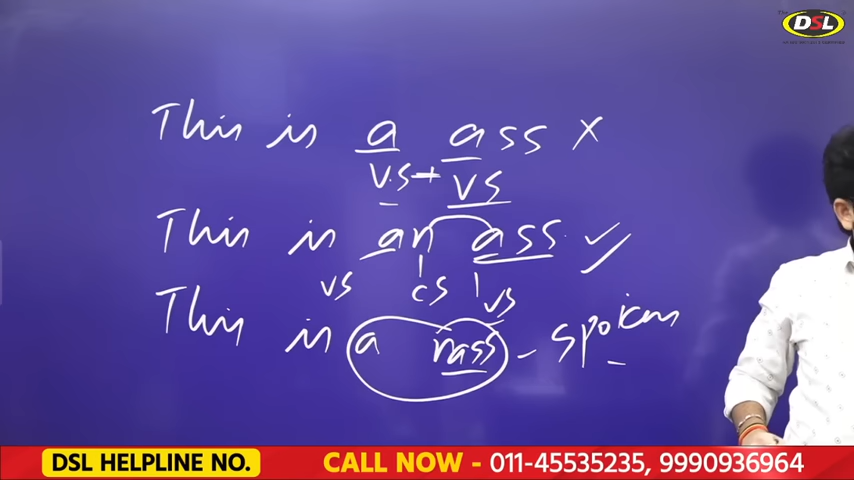 DSL
This is a ass ×
V.S + VS
This is an ass. ✓
VS CS VS
This is a nass - spoken
DSL HELPLINE NO. CALL NOW - 011-45535235, 9990936964